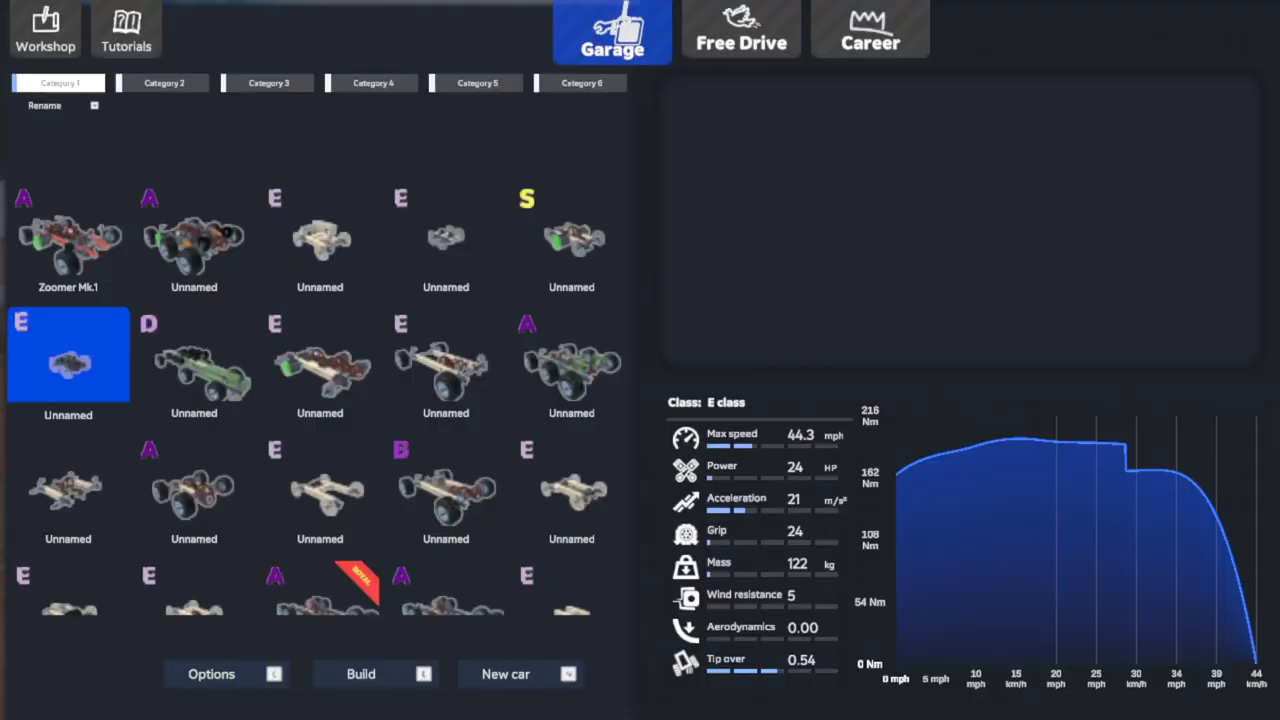 Workshop
Tutorials
Garage
Free Drive
Career
Category 1
Category 2
Category 3
Category 4
Category 5
Category 6
Rename
A
A
E
E
S
Zoomer Mk.1
Unnamed
Unnamed
Unnamed
Unnamed
E
D
E
E
A
Unnamed
Unnamed
Unnamed
Unnamed
Unnamed
A
E
B
E
Unnamed
Unnamed
Unnamed
Unnamed
Unnamed
E
E
A
ROYAL
A
E
Options
Build
New car
Class: E class
Max speed 44.3 mph
Power 24 HP
Acceleration 21 m/s²
Grip 24
Mass 122 kg
Wind resistance 5
Aerodynamics 0.00
Tip over 0.54
216 Nm
162 Nm
108 Nm
54 Nm
0 Nm
0 mph
5 mph
10 mph
15 km/h
20 mph
25 mph
30 km/h
34 mph
39 mph
44 km/h